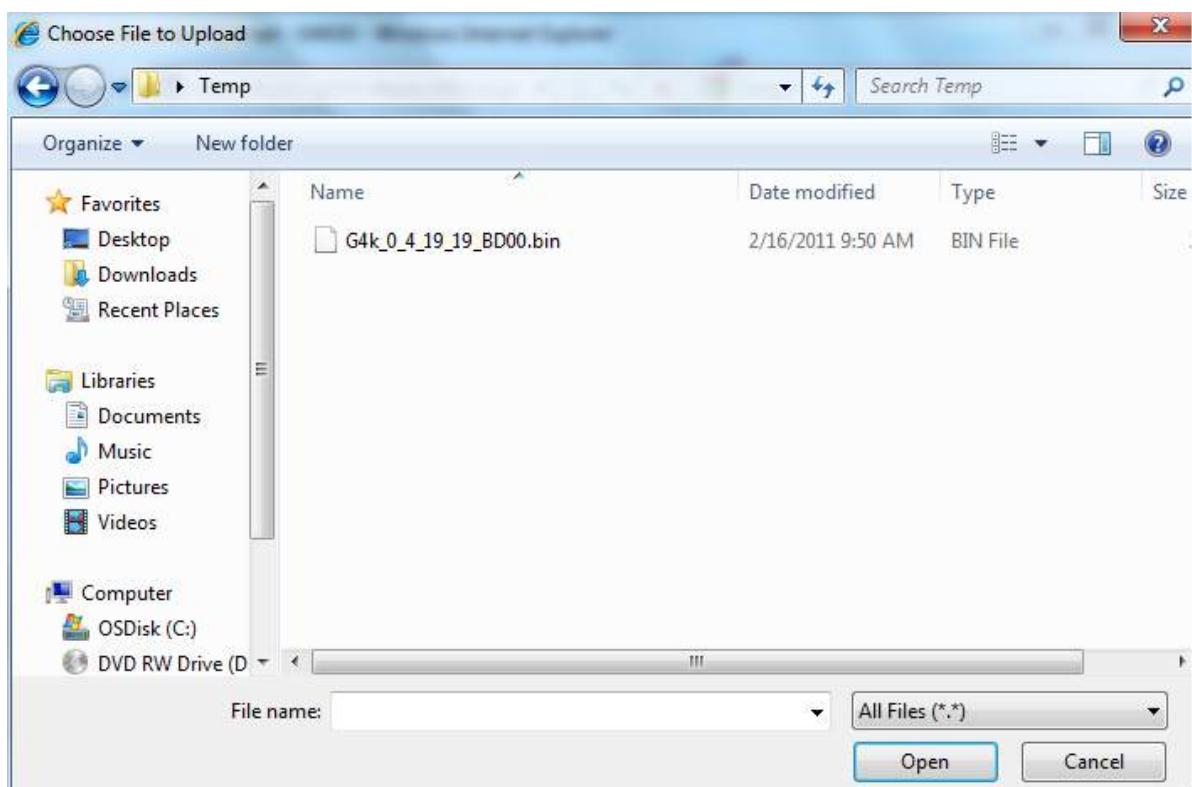 Choose File to Upload
Temp
Search Temp
Organize
New folder
Name
Date modified
Type
Size
Favorites
Desktop
Downloads
Recent Places
Libraries
Documents
Music
Pictures
Videos
Computer
OSDisk (C:)
DVD RW Drive (D
G4k_0_4_19_19_BD00.bin
2/16/2011 9:50 AM
BIN File
File name:
All Files (*.*)
Open
Cancel